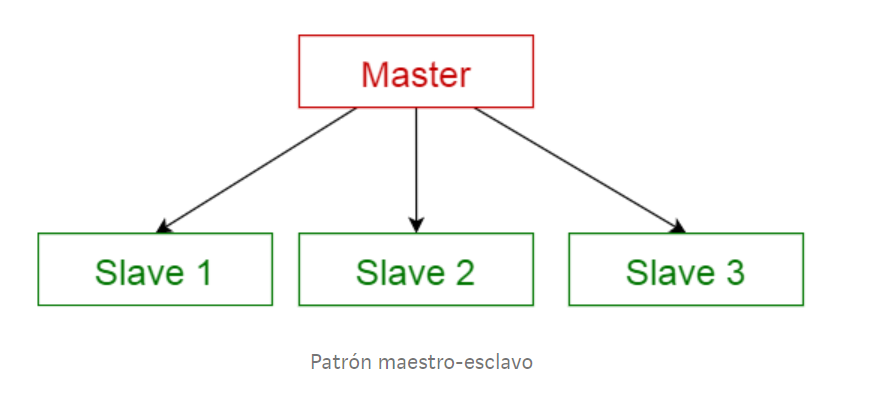 Master
Slave 1
Slave 2
Slave 3
Patrón maestro-esclavo